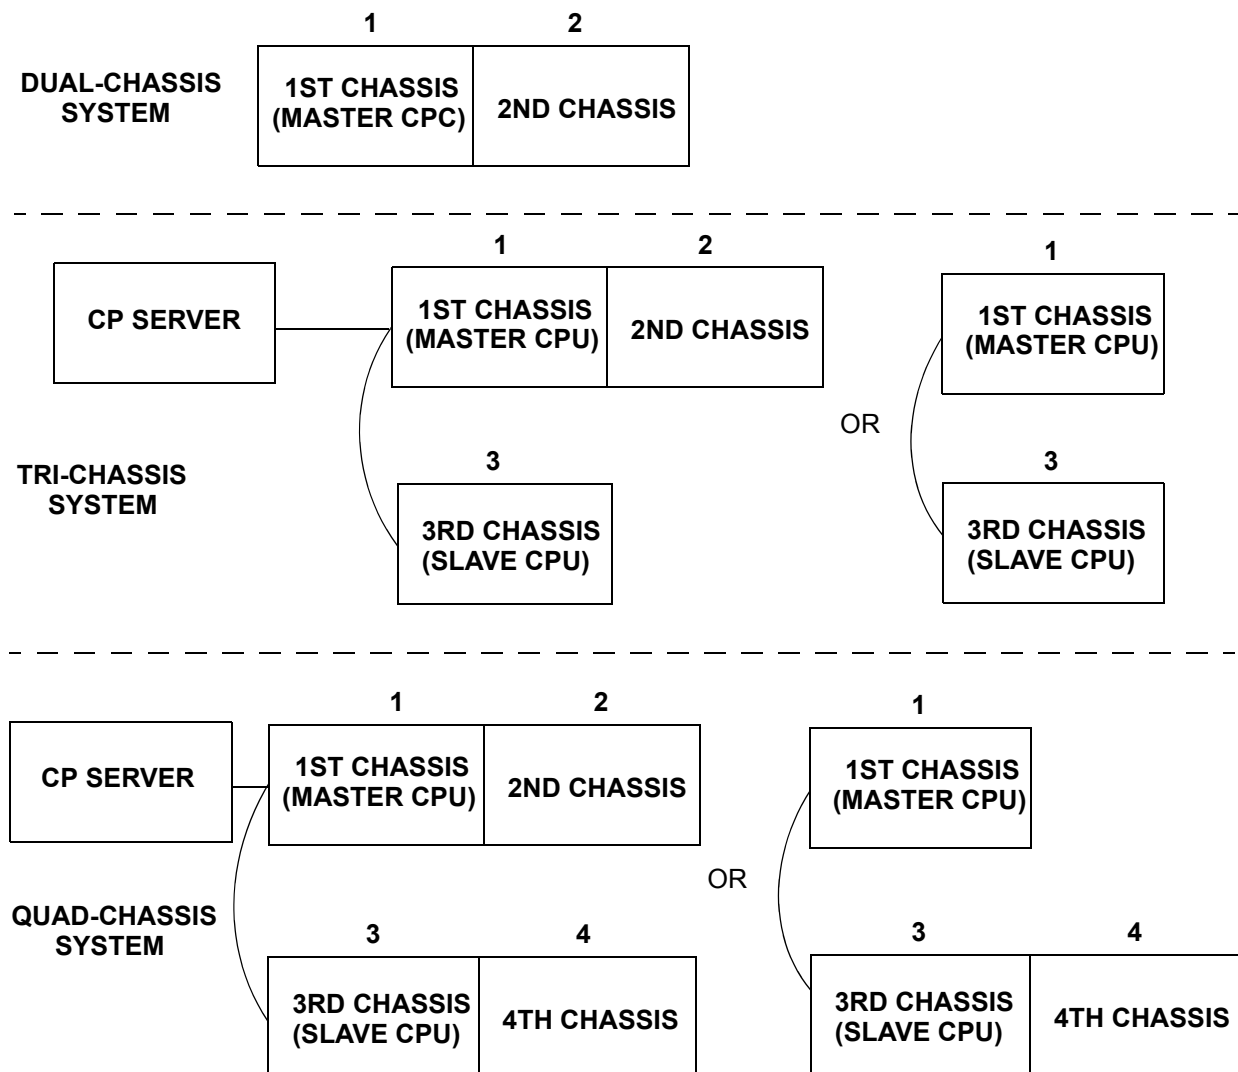 1
2
DUAL-CHASSIS
SYSTEM
1ST CHASSIS
(MASTER CPC)
2ND CHASSIS
1
2
1
CP SERVER
1ST CHASSIS
(MASTER CPU)
2ND CHASSIS
1ST CHASSIS
(MASTER CPU)
OR
TRI-CHASSIS
SYSTEM
3
3
3RD CHASSIS
(SLAVE CPU)
3RD CHASSIS
(SLAVE CPU)
1
2
1
CP SERVER
1ST CHASSIS
(MASTER CPU)
2ND CHASSIS
1ST CHASSIS
(MASTER CPU)
OR
QUAD-CHASSIS
SYSTEM
3
4
3
4
3RD CHASSIS
(SLAVE CPU)
4TH CHASSIS
3RD CHASSIS
(SLAVE CPU)
4TH CHASSIS